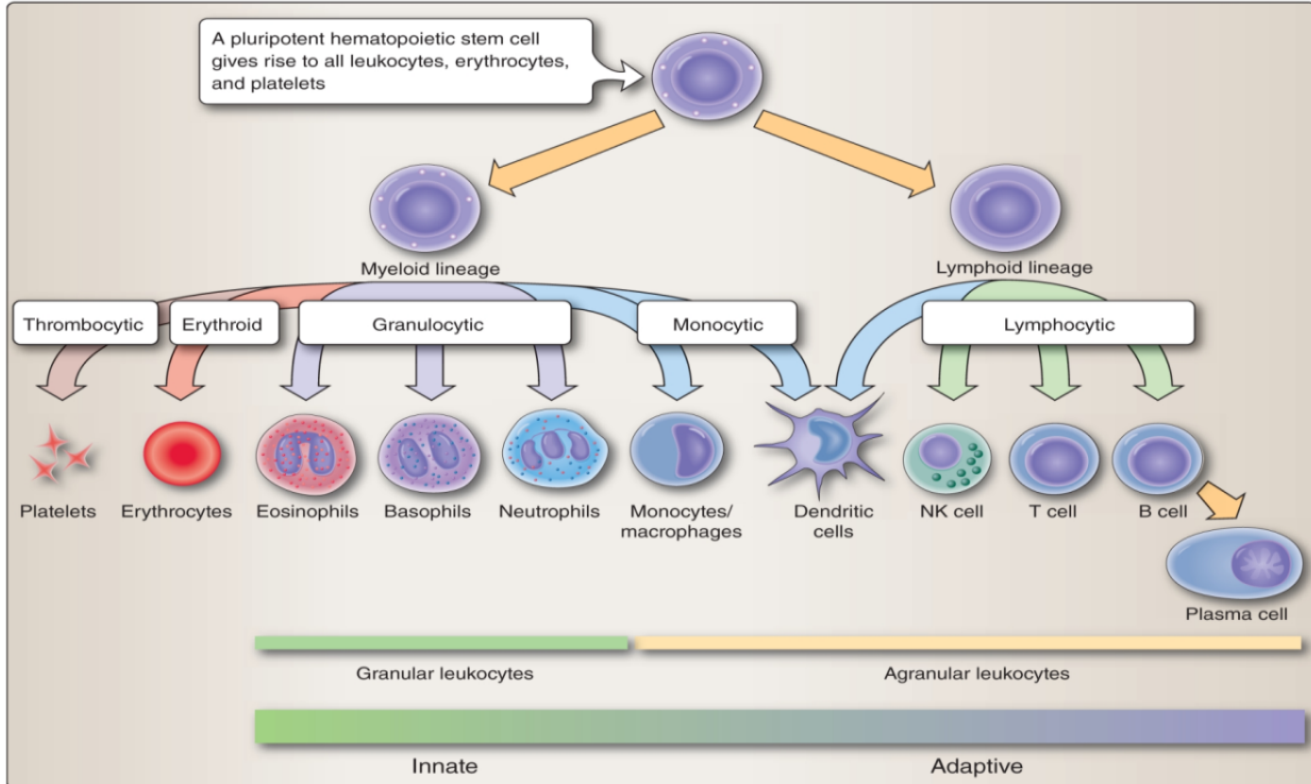 A pluripotent hematopoietic stem cell
gives rise to all leukocytes, erythrocytes,
and platelets
Myeloid lineage
Lymphoid lineage
Thrombocytic
Erythroid
Granulocytic
Monocytic
Lymphocytic
Platelets
Erythrocytes
Eosinophils
Basophils
Neutrophils
Monocytes/
macrophages
Dendritic
cells
NK cell
T cell
B cell
Plasma cell
Granular leukocytes
Agranular leukocytes
Innate
Adaptive